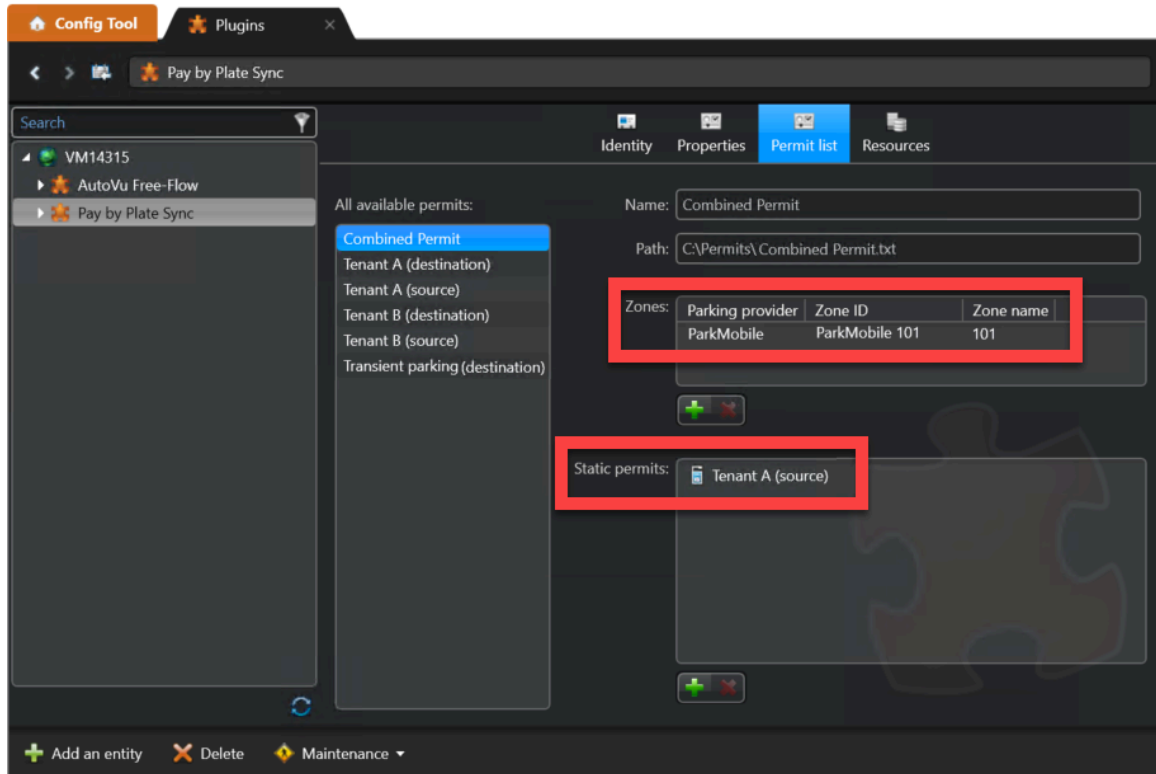 Config Tool
Plugins
Pay by Plate Sync
Search
VM14315
AutoVu Free-Flow
Pay by Plate Sync
Identity
Properties
Permit list
Resources
All available permits:
Combined Permit
Tenant A (destination)
Tenant A (source)
Tenant B (destination)
Tenant B (source)
Transient parking (destination)
Name: Combined Permit
Path: C:\Permits\Combined Permit.txt
Zones: Parking provider Zone ID Zone name
ParkMobile ParkMobile 101 101
Static permits: Tenant A (source)
Add an entity Delete Maintenance